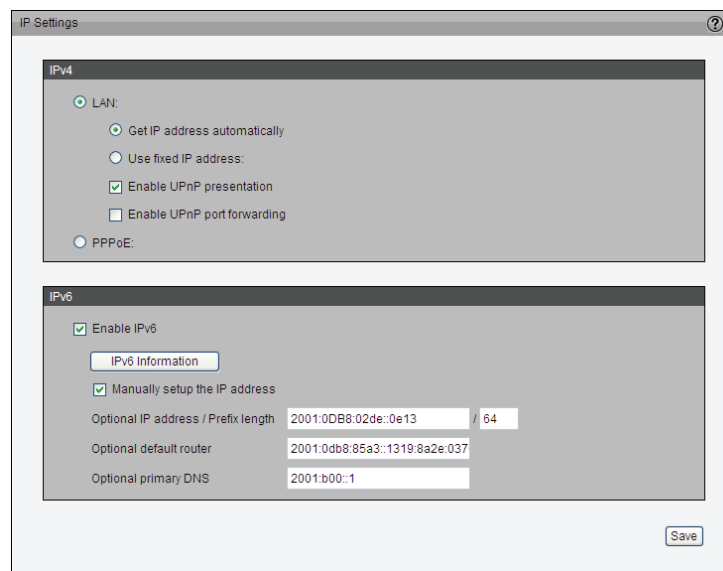 IP Settings ?
IPv4
LAN:
Get IP address automatically
Use fixed IP address:
Enable UPnP presentation
Enable UPnP port forwarding
PPPoE:
IPv6
Enable IPv6
IPv6 Information
Manually setup the IP address
Optional IP address / Prefix length 2001:0DB8:02de::0e13 / 64
Optional default router 2001:0db8:85a3::1319:8a2e:037
Optional primary DNS 2001:b00::1
Save